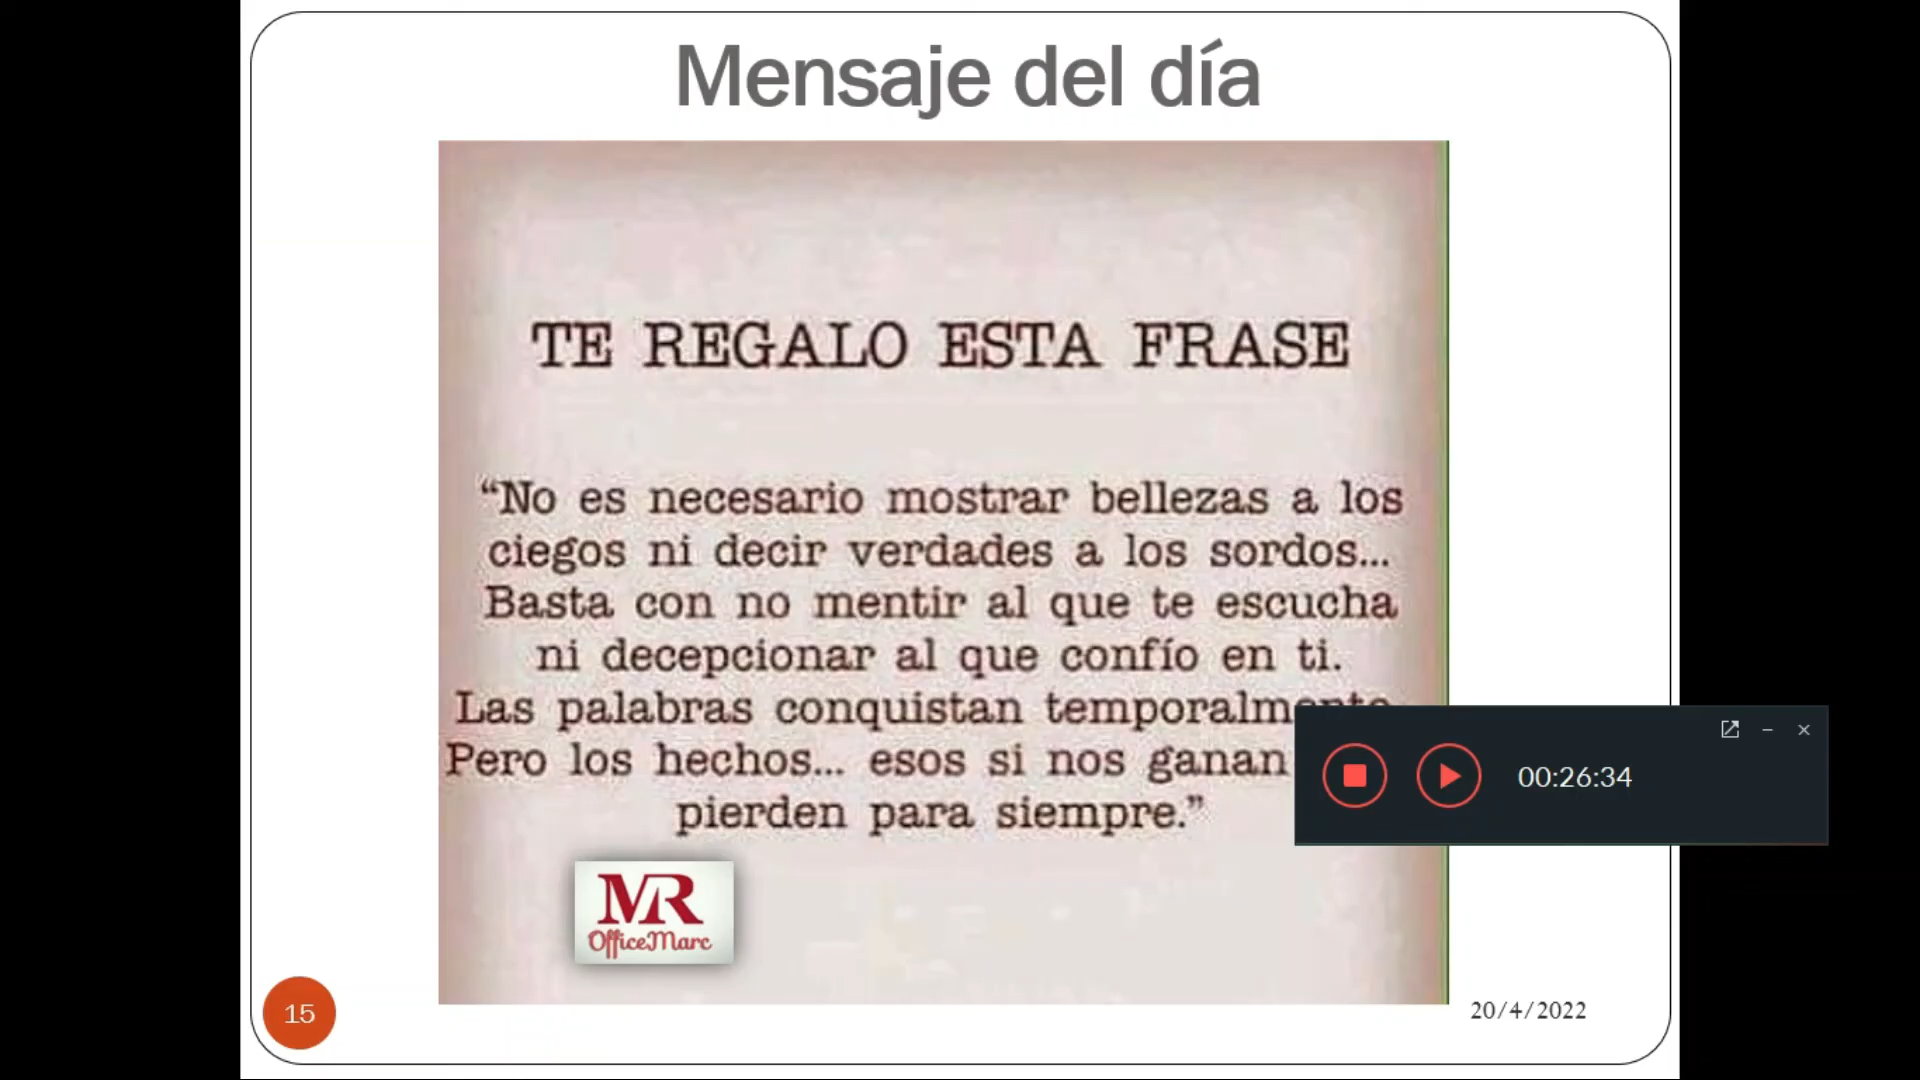 Mensaje del día
TE REGALO ESTA FRASE
“No es necesario mostrar bellezas a los
ciegos ni decir verdades a los sordos...
Basta con no mentir al que te escucha
ni decepcionar al que confío en ti.
Las palabras conquistan
Pero los hechos... esos si nos ganan
pierden para siempre.”
MR
OfficeMarc
00:26:34
15
20/4/2022